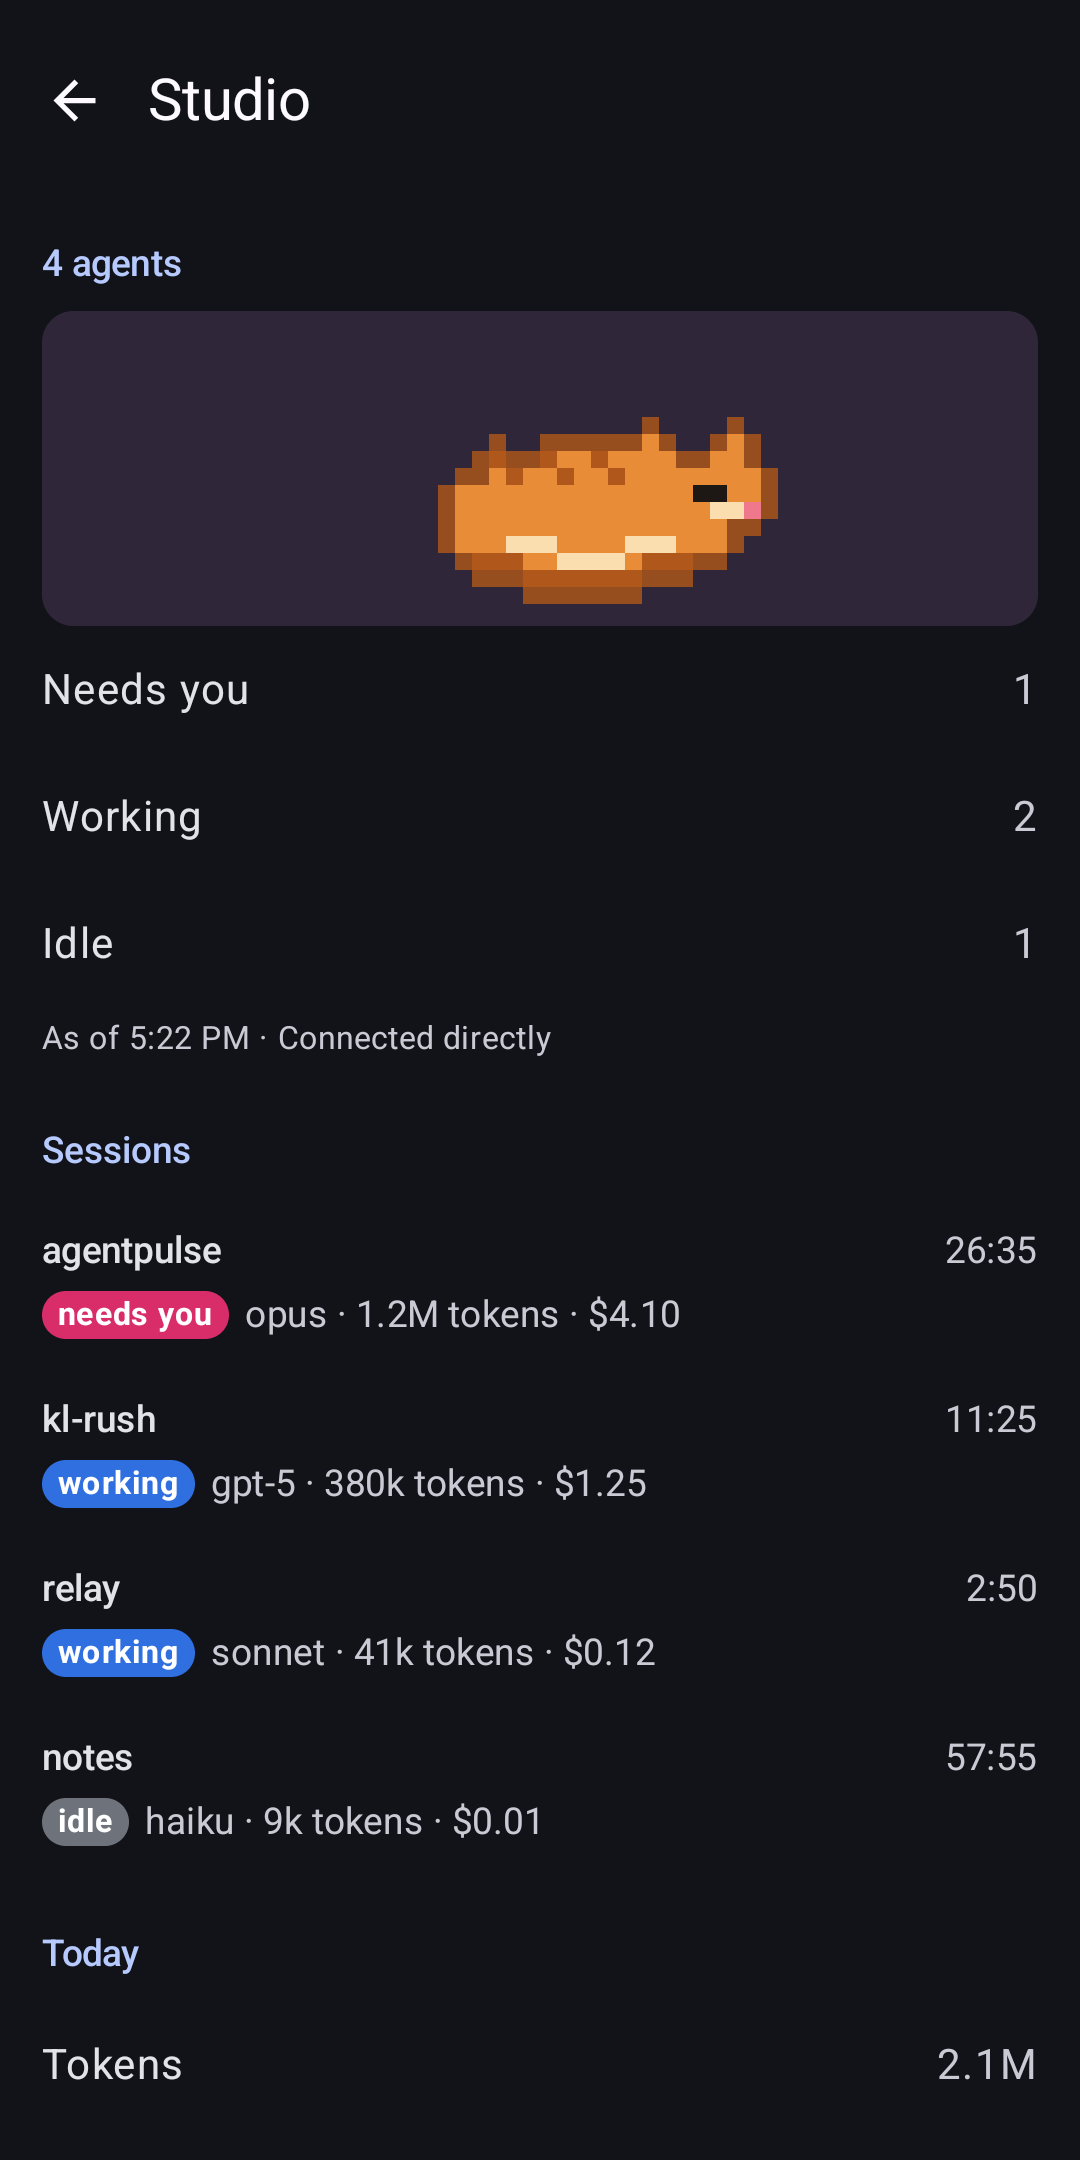 Studio
4 agents
Needs you 1
Working 2
Idle 1
As of 5:22 PM · Connected directly
Sessions
agentpulse 26:35
needs you opus · 1.2M tokens · $4.10
kl-rush 11:25
working gpt-5 · 380k tokens · $1.25
relay 2:50
working sonnet · 41k tokens · $0.12
notes 57:55
idle haiku · 9k tokens · $0.01
Today
Tokens 2.1M